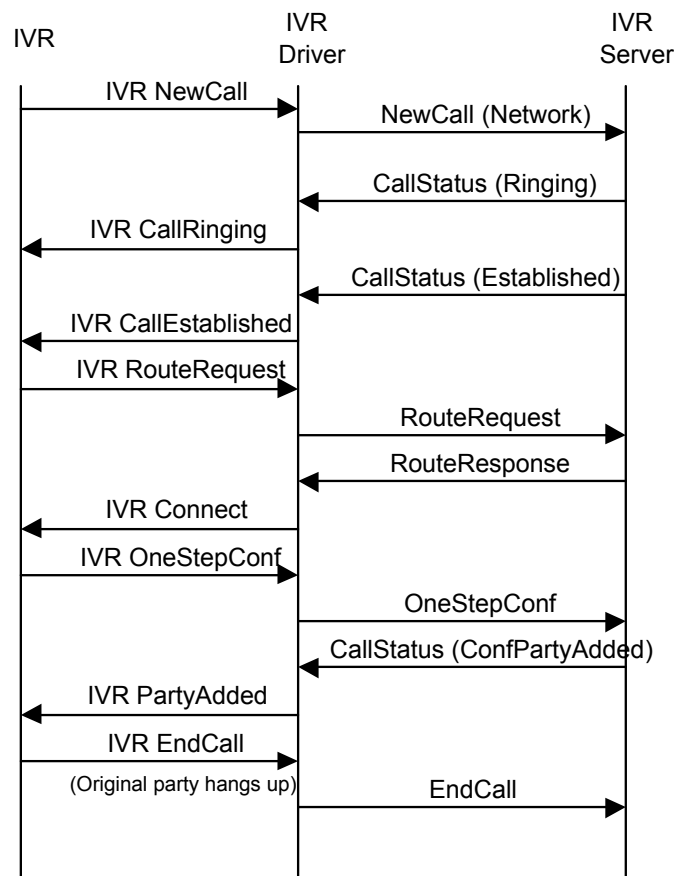 IVR
IVR
Driver
IVR
Server
IVR NewCall
NewCall (Network)
CallStatus (Ringing)
IVR CallRinging
CallStatus (Established)
IVR CallEstablished
IVR RouteRequest
RouteRequest
RouteResponse
IVR Connect
IVR OneStepConf
OneStepConf
CallStatus (ConfPartyAdded)
IVR PartyAdded
IVR EndCall
(Original party hangs up)
EndCall